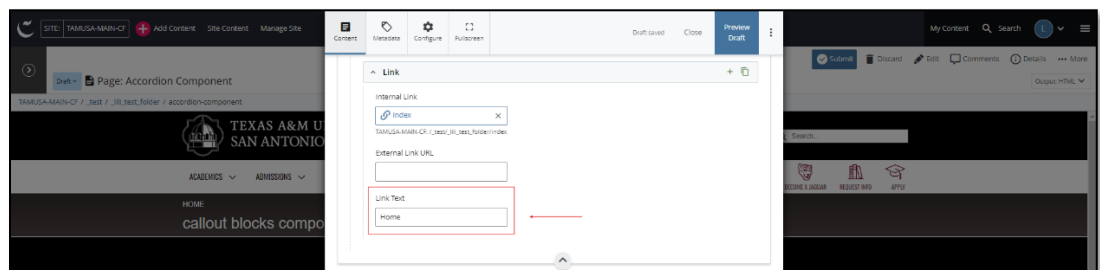 SITE: TAMUSA-MAIN-CF Add Content Site Content Manage Site
My Content Search L
Content Metadata Configure Fullscreen Draft saved Close Preview Draft
Submit Discard Edit Comments Details More
Draft Page: Accordion Component
Output: HTML
TAMUSA-MAIN-CF / _test / _lili_test_folder / accordion-component
Link
Internal Link
index
TAMUSA-MAIN-CF: /_test/_lili_test_folder/index
External Link URL
Link Text
Home
TEXAS A&M U
SAN ANTONIO
Search...
ACADEMICS ADMISSIONS
BECOME A JAGUAR REQUEST INFO APPLY
HOME
callout blocks compo